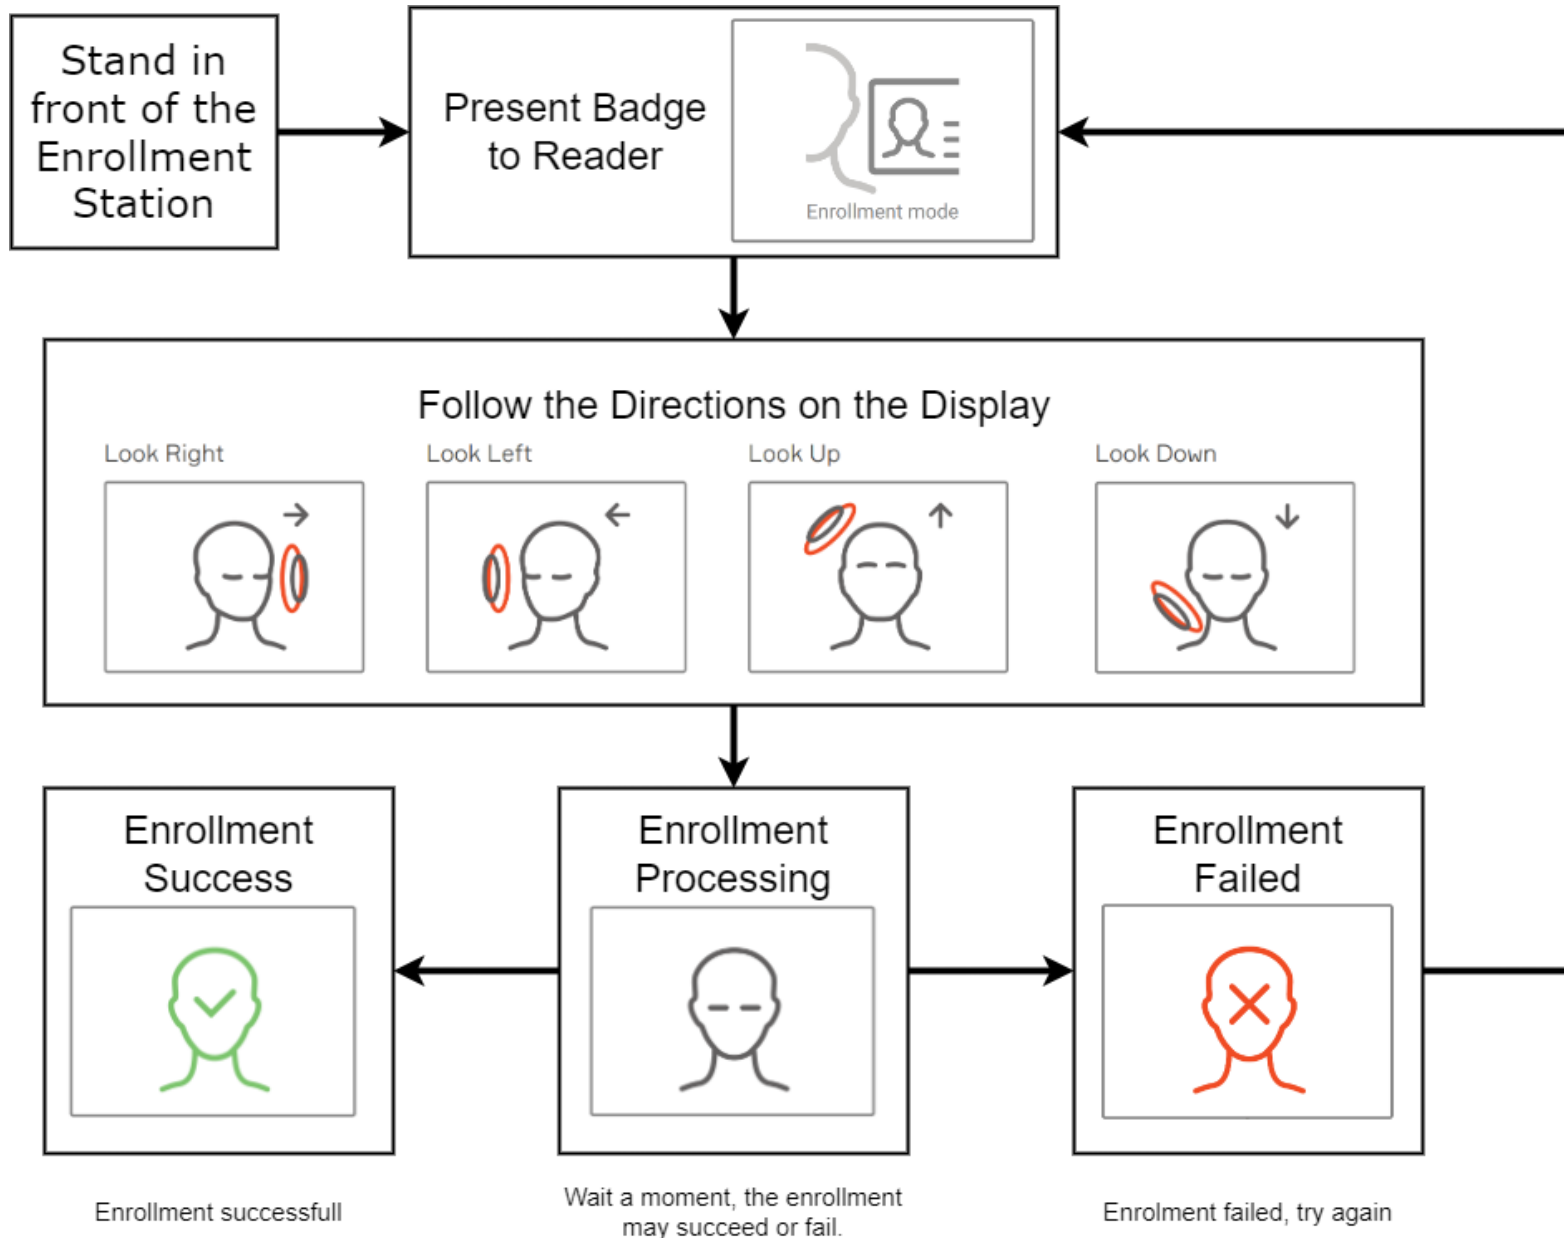 Stand in
front of the
Enrollment
Station
Present Badge
to Reader
Enrollment mode
Follow the Directions on the Display
Look Right
Look Left
Look Up
Look Down
Enrollment
Success
Enrollment
Processing
Enrollment
Failed
Enrollment successfull
Wait a moment, the enrollment
may succeed or fail.
Enrolment failed, try again